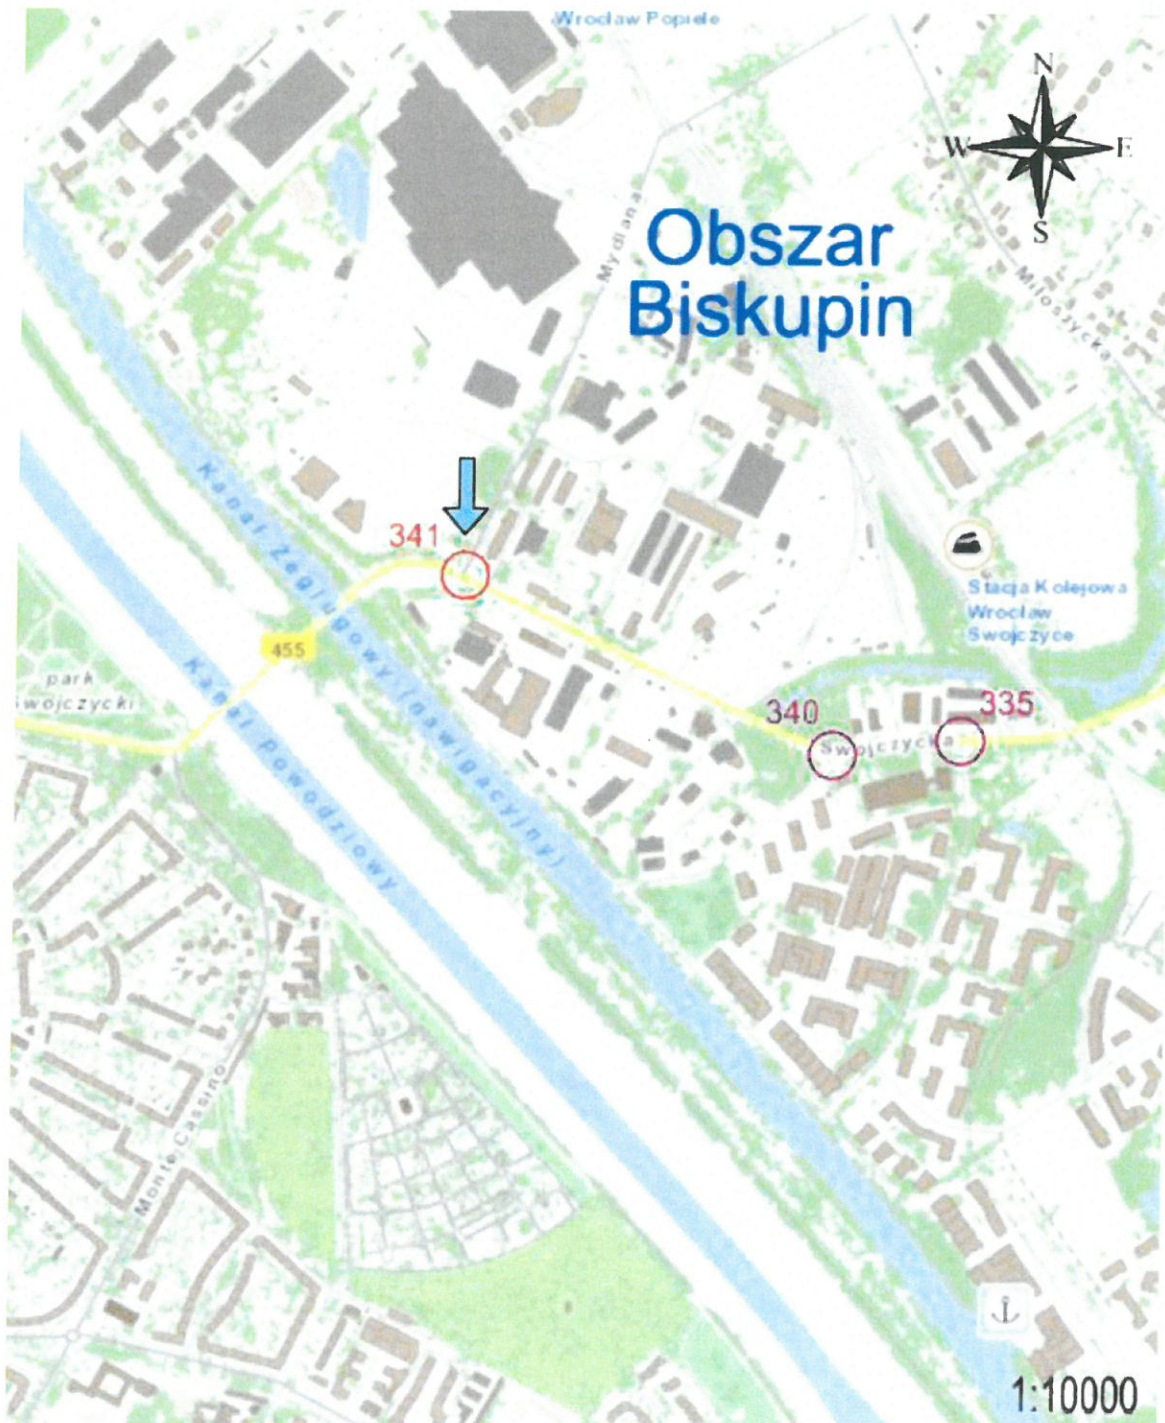 Wrocław Popiele
N
W E
S
Obszar
Biskupin
Mydlana
Miłoszycka
Kanał Żeglugowy (nawigacyjny)
341
Stacja Kolejowa
Wrocław
Swojczyce
455
park
Swojczycki
Kanał Powodziowy
340
335
Swojczycka
Monte Cassino
1:10000